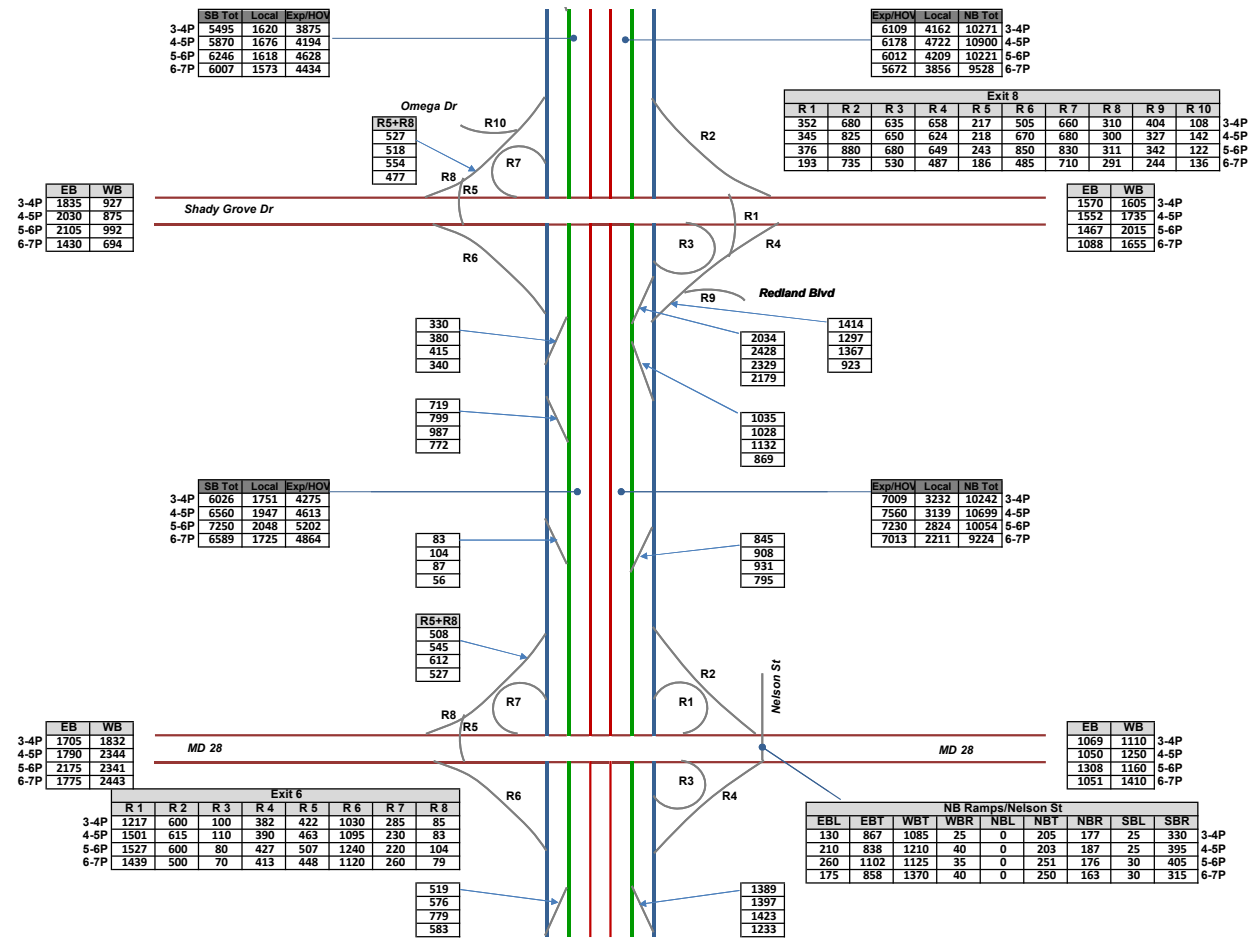 SB Tot Local Exp/HOV
3-4P 5495 1620 3875
4-5P 5870 1676 4194
5-6P 6246 1618 4628
6-7P 6007 1573 4434
Exp/HOV Local NB Tot
6109 4162 10271 3-4P
6178 4722 10900 4-5P
6012 4209 10221 5-6P
5672 3856 9528 6-7P
Exit 8
R 1 R 2 R 3 R 4 R 5 R 6 R 7 R 8 R 9 R 10
352 680 635 658 217 505 660 310 404 108 3-4P
345 825 650 624 218 670 680 300 327 142 4-5P
376 880 680 649 243 850 830 311 342 122 5-6P
193 735 530 487 186 485 710 291 244 136 6-7P
Omega Dr
R10
R5+R8
527
518
554
477
R7
R8
R5
R2
EB WB
3-4P 1835 927
4-5P 2030 875
5-6P 2105 992
6-7P 1430 694
Shady Grove Dr
EB WB
1570 1605 3-4P
1552 1735 4-5P
1467 2015 5-6P
1088 1655 6-7P
R6
R1
R3
R4
R9
Redland Blvd
330
380
415
340
2034
2428
2329
2179
1414
1297
1367
923
719
799
987
772
1035
1028
1132
869
SB Tot Local Exp/HOV
3-4P 6026 1751 4275
4-5P 6560 1947 4613
5-6P 7250 2048 5202
6-7P 6589 1725 4864
Exp/HOV Local NB Tot
7009 3232 10242 3-4P
7560 3139 10699 4-5P
7230 2824 10054 5-6P
7013 2211 9224 6-7P
83
104
87
56
845
908
931
795
R5+R8
508
545
612
527
R7
R8
R5
R2
R1
Nelson St
EB WB
3-4P 1705 1832
4-5P 1790 2344
5-6P 2175 2341
6-7P 1775 2443
MD 28
MD 28
EB WB
1069 1110 3-4P
1050 1250 4-5P
1308 1160 5-6P
1051 1410 6-7P
R6
R3
R4
Exit 6
R 1 R 2 R 3 R 4 R 5 R 6 R 7 R 8
3-4P 1217 600 100 382 422 1030 285 85
4-5P 1501 615 110 390 463 1095 230 83
5-6P 1527 600 80 427 507 1240 220 104
6-7P 1439 500 70 413 448 1120 260 79
NB Ramps/Nelson St
EBL EBT WBT WBR NBL NBT NBR SBL SBR
130 867 1085 25 0 205 177 25 330 3-4P
210 838 1210 40 0 203 187 25 395 4-5P
260 1102 1125 35 0 251 176 30 405 5-6P
175 858 1370 40 0 250 163 30 315 6-7P
519
576
779
583
1389
1397
1423
1233